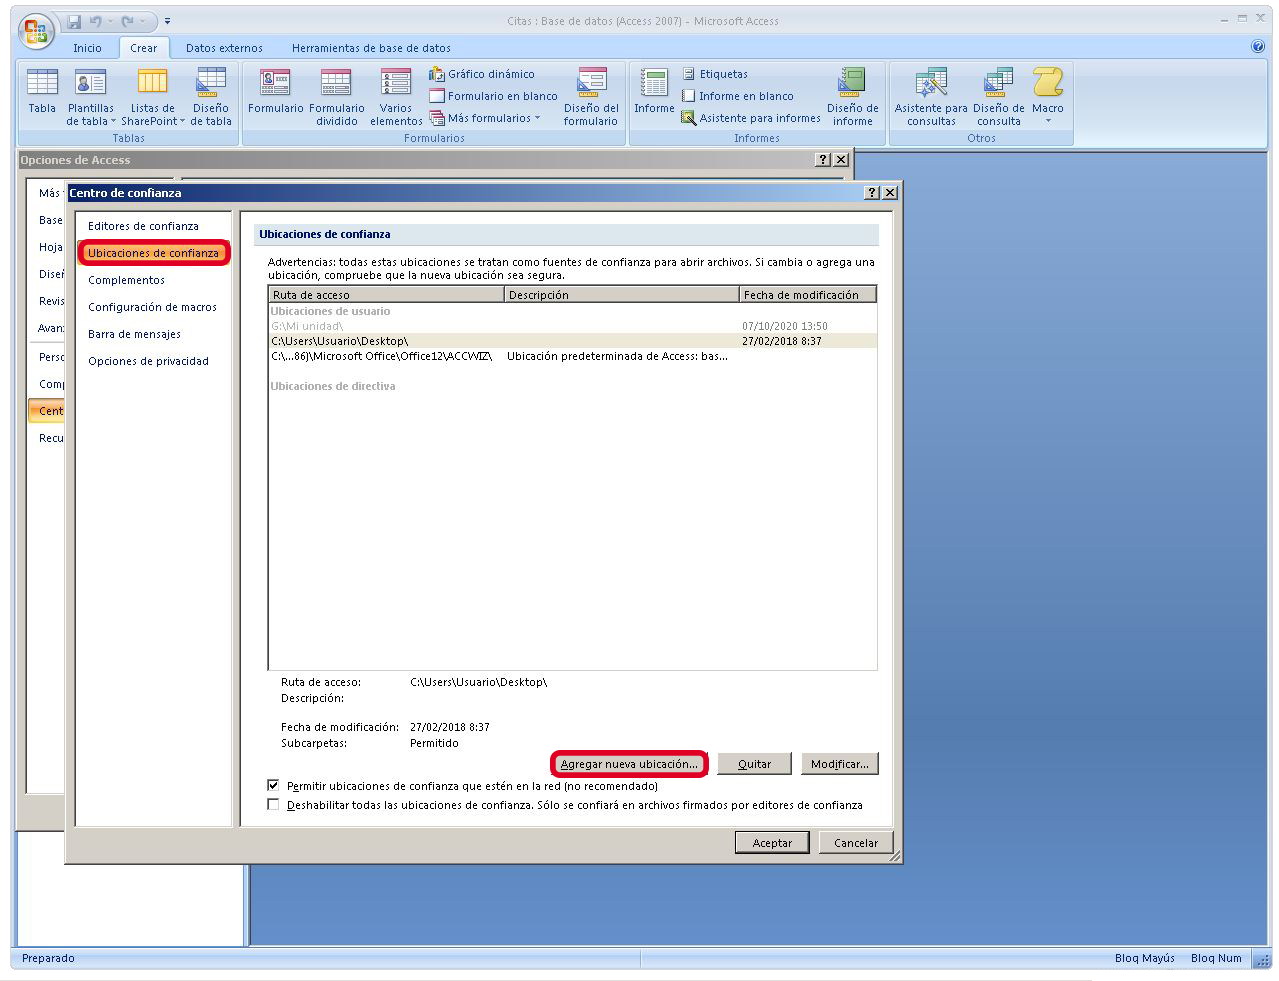 Citas : Base de datos (Access 2007) - Microsoft Access
Inicio
Crear
Datos externos
Herramientas de base de datos
Tabla
Plantillas de tabla
Listas de SharePoint
Diseño de tabla
Tablas
Formulario
Formulario dividido
Varios elementos
Gráfico dinámico
Formulario en blanco
Más formularios
Diseño del formulario
Formularios
Informe
Etiquetas
Informe en blanco
Asistente para informes
Diseño de informe
Informes
Asistente para consultas
Diseño de consulta
Macro
Otros
Opciones de Access
Más
Base
Hoja
Avan
Cent
Centro de confianza
Editores de confianza
Ubicaciones de confianza
Complementos
Configuración de macros
Barra de mensajes
Opciones de privacidad
Ubicaciones de confianza
Advertencias: todas estas ubicaciones se tratan como fuentes de confianza para abrir archivos. Si cambia o agrega una
ubicación, compruebe que la nueva ubicación sea segura.
Ruta de acceso Descripción Fecha de modificación
Ubicaciones de usuario
G:\Mi unidad\ 07/10/2020 13:50
C:\Users\Usuario\Desktop\ 27/02/2018 8:37
C:\...86)\Microsoft Office\Office12\ACCWIZ\ Ubicación predeterminada de Access: bas...
Ubicaciones de directiva
Ruta de acceso: C:\Users\Usuario\Desktop\
Descripción:
Fecha de modificación: 27/02/2018 8:37
Subcarpetas: Permitido
Agregar nueva ubicación...
Quitar
Modificar...
Permitir ubicaciones de confianza que estén en la red (no recomendado)
Deshabilitar todas las ubicaciones de confianza. Sólo se confiará en archivos firmados por editores de confianza
Aceptar
Cancelar
Preparado
Bloq Mayús
Bloq Num